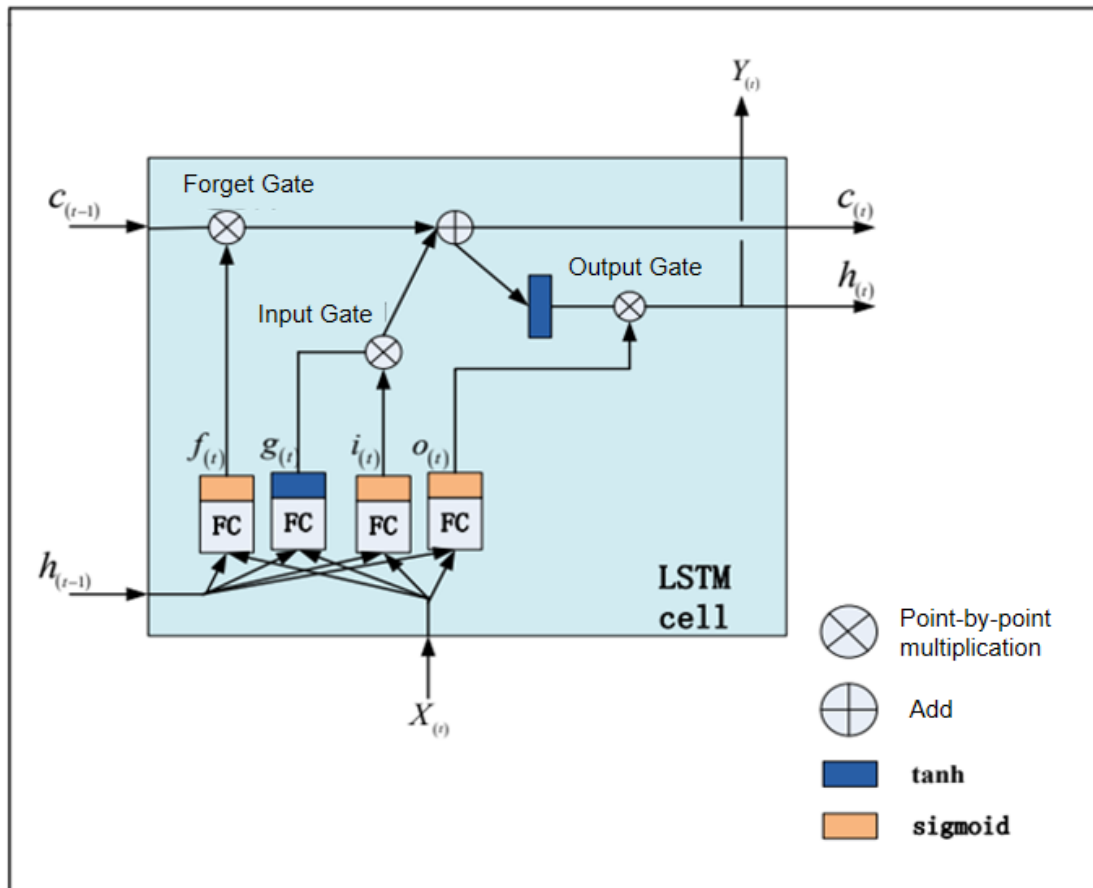 Y(t)
Forget Gate
c(t-1)
c(t)
Output Gate
h(t)
Input Gate
f(t)
g(t)
i(t)
o(t)
FC
FC
FC
FC
h(t-1)
LSTM
cell
X(t)
Point-by-point
multiplication
Add
tanh
sigmoid